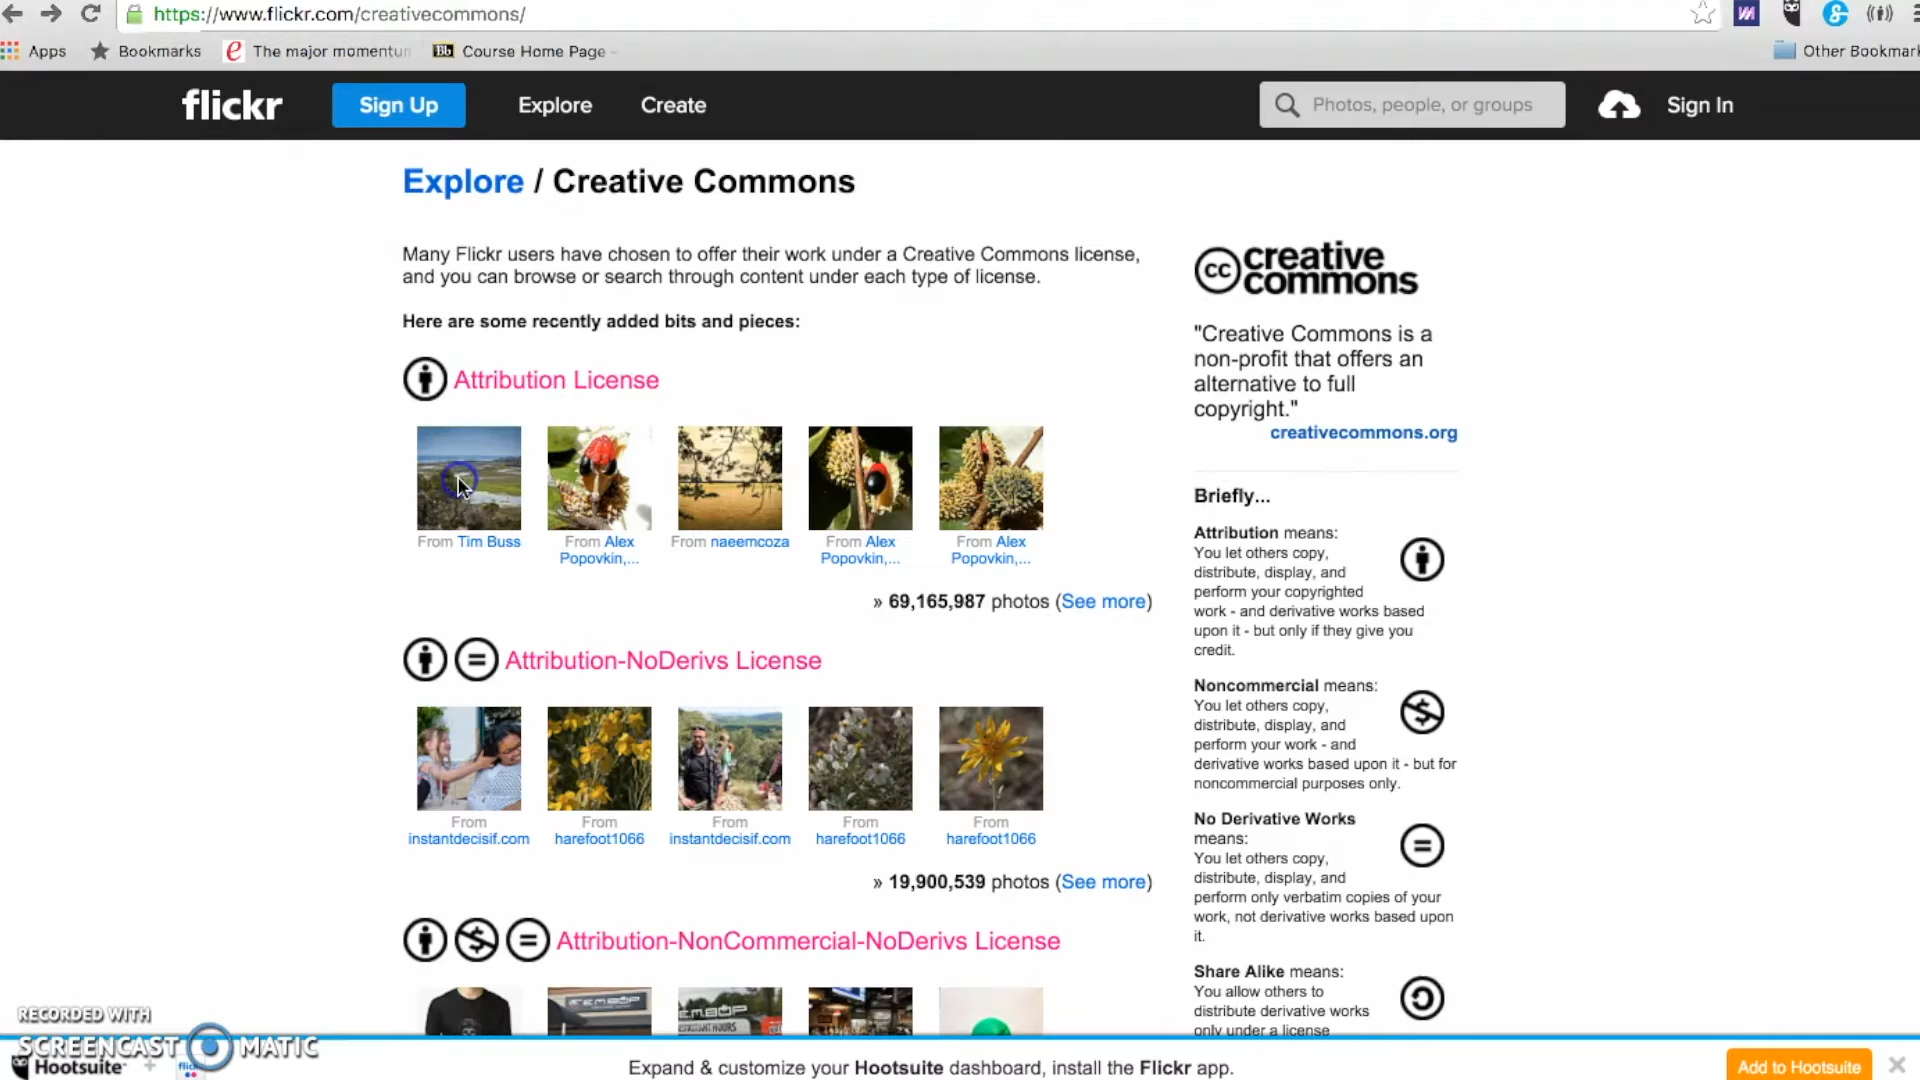 https://www.flickr.com/creativecommons/
Apps
Bookmarks
The major momentum
Course Home Page
Other Bookmark
flickr
Sign Up
Explore
Create
Photos, people, or groups
Sign In
Explore / Creative Commons
Many Flickr users have chosen to offer their work under a Creative Commons license,
and you can browse or search through content under each type of license.
Here are some recently added bits and pieces:
Attribution License
From Tim Buss
From Alex
Popovkin,...
From naeemcoza
From Alex
Popovkin,...
From Alex
Popovkin,...
» 69,165,987 photos (See more)
Attribution-NoDerivs License
From
instantdecisif.com
From
harefoot1066
From
instantdecisif.com
From
harefoot1066
From
harefoot1066
» 19,900,539 photos (See more)
Attribution-NonCommercial-NoDerivs License
cc creative
commons
"Creative Commons is a
non-profit that offers an
alternative to full
copyright."
creativecommons.org
Briefly...
Attribution means:
You let others copy,
distribute, display, and
perform your copyrighted
work - and derivative works based
upon it - but only if they give you
credit.
Noncommercial means:
You let others copy,
distribute, display, and
perform your work - and
derivative works based upon it - but for
noncommercial purposes only.
No Derivative Works
means:
You let others copy,
distribute, display, and
perform only verbatim copies of your
work, not derivative works based upon
it.
Share Alike means:
You allow others to
distribute derivative works
only under a license
RECORDED WITH
SCREENCAST MATIC
Hootsuite
Expand & customize your Hootsuite dashboard, install the Flickr app.
Add to Hootsuite